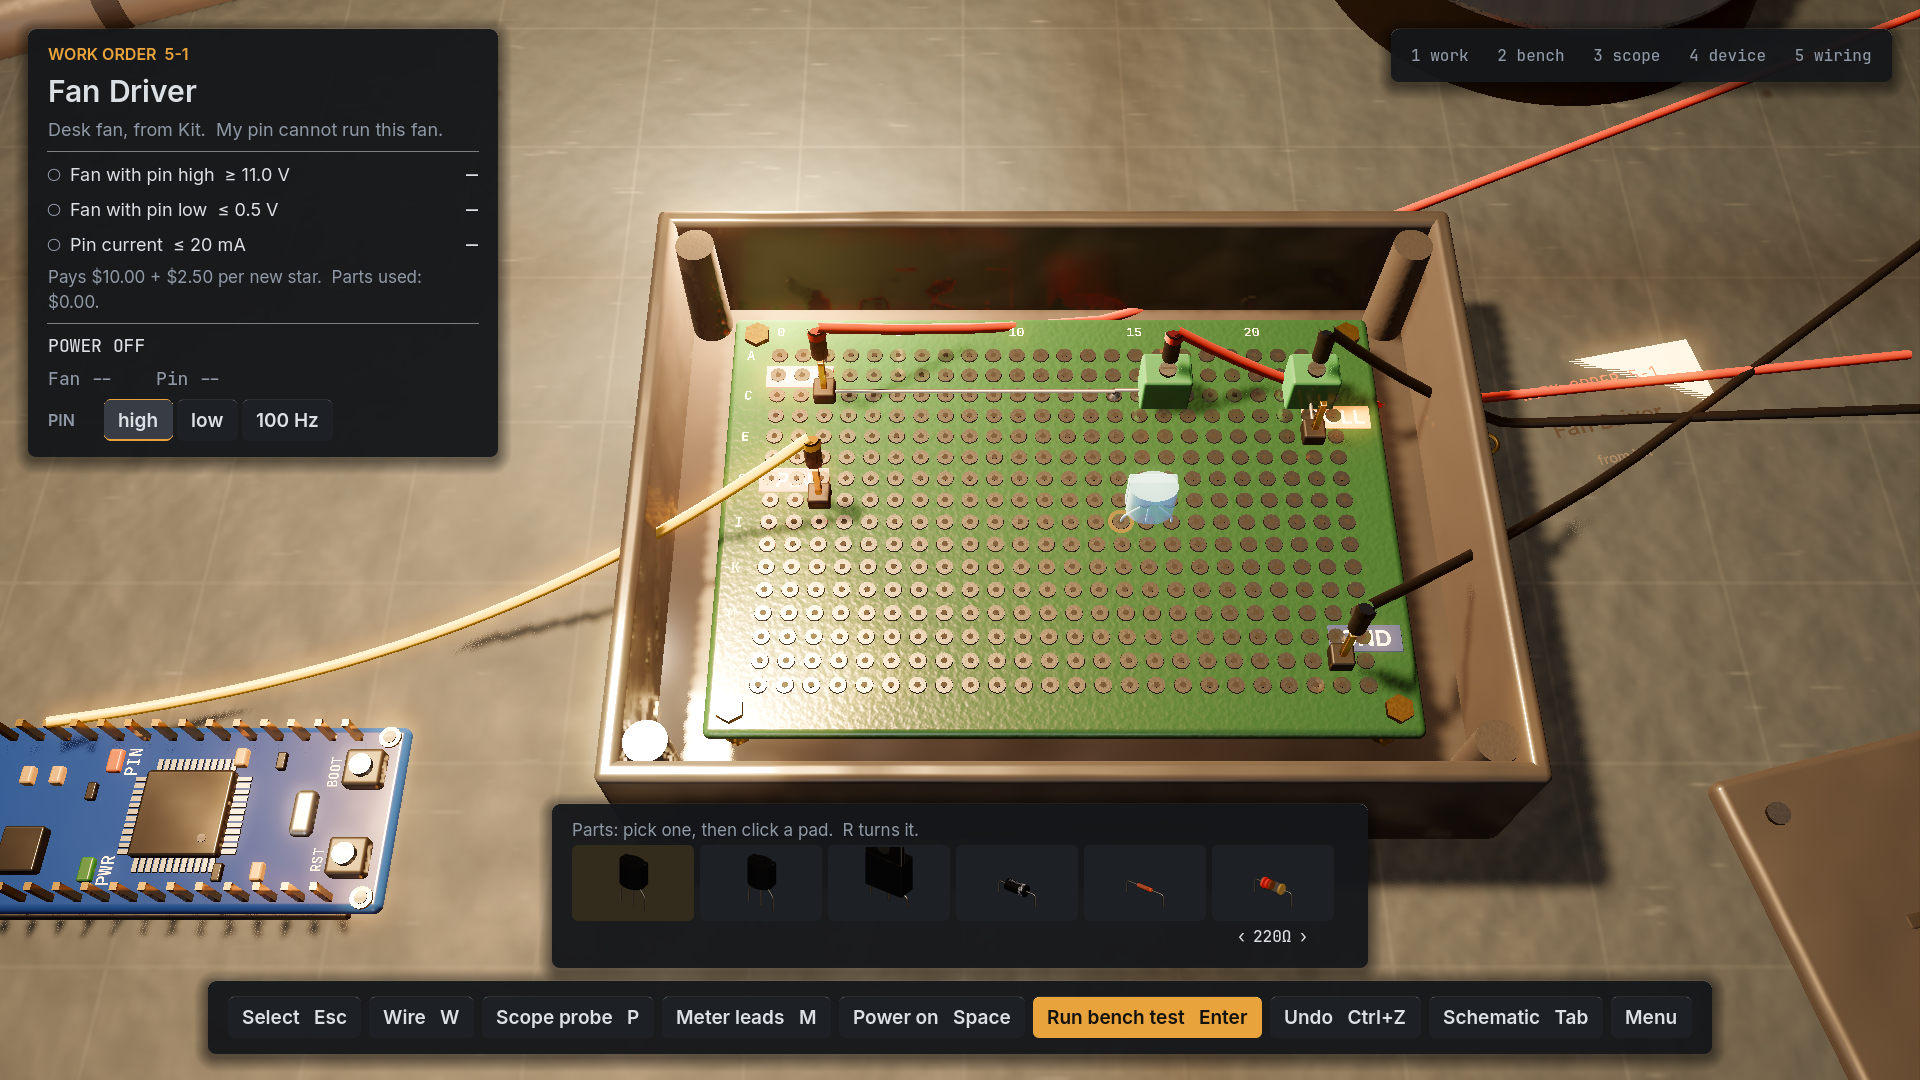 WORK ORDER 5-1
Fan Driver
Desk fan, from Kit. My pin cannot run this fan.
Fan with pin high ≥ 11.0 V —
Fan with pin low ≤ 0.5 V —
Pin current ≤ 20 mA —
Pays $10.00 + $2.50 per new star. Parts used:
$0.00.
POWER OFF
Fan -- Pin --
PIN high low 100 Hz
1 work 2 bench 3 scope 4 device 5 wiring
0 10 15 20
A
C
E
I
K
Fan Driver
PIN
BOOT
PWR
RST
Parts: pick one, then click a pad. R turns it.
‹ 220Ω ›
Select Esc Wire W Scope probe P Meter leads M Power on Space Run bench test Enter Undo Ctrl+Z Schematic Tab Menu